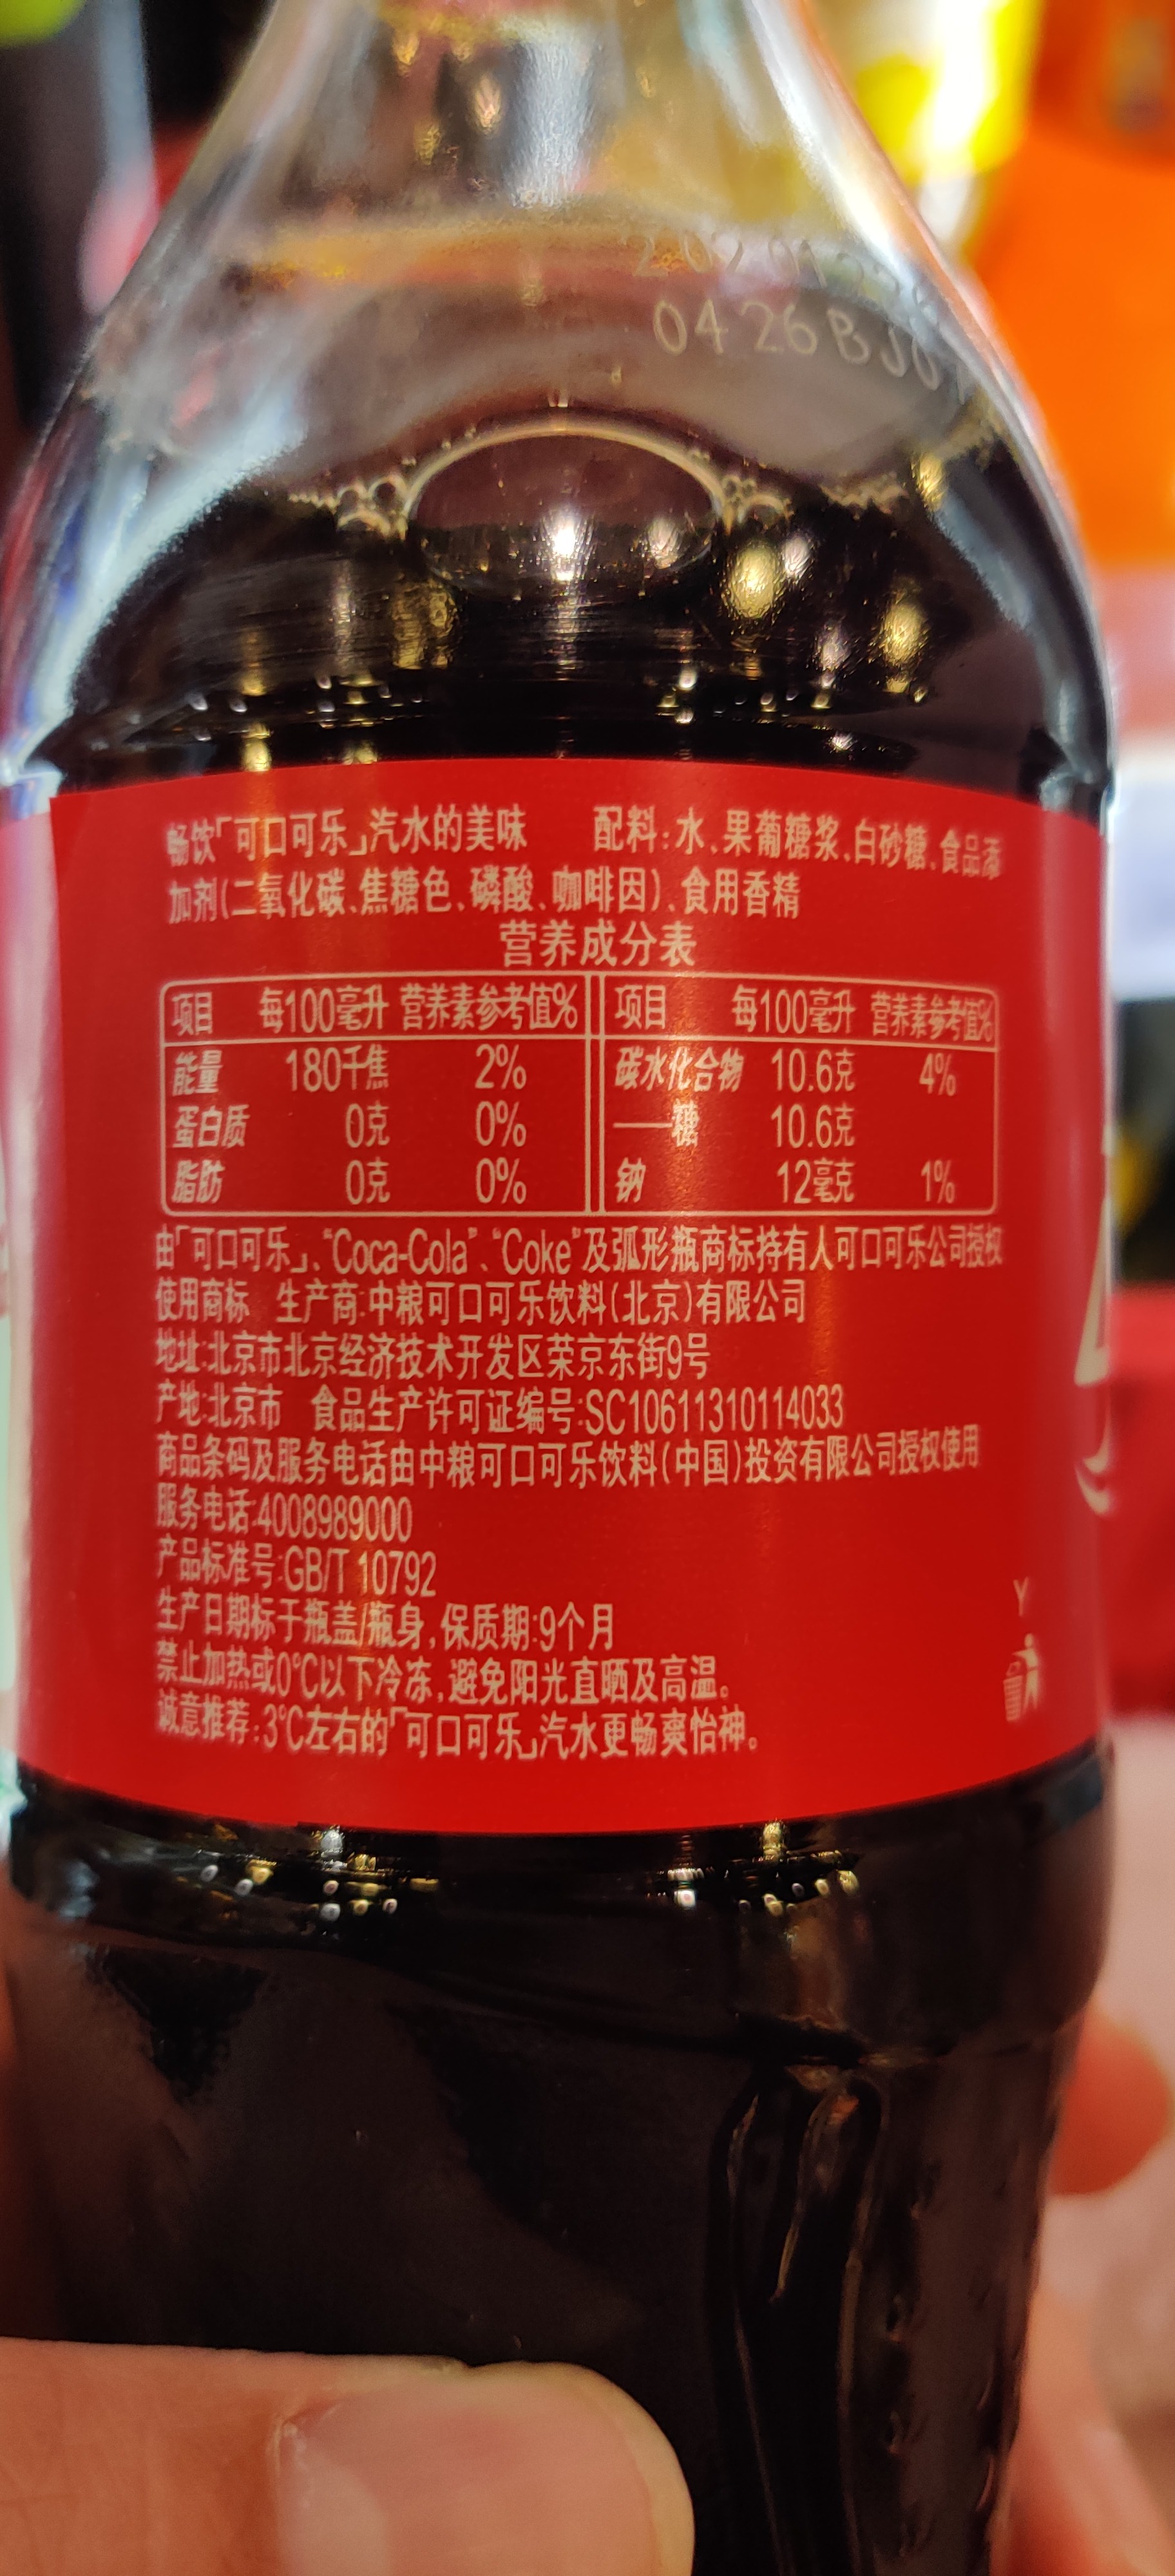 0426BJ0
畅饮「可口可乐」汽水的美味 配料:水、果葡糖浆、白砂糖、食品添
加剂(二氧化碳、焦糖色、磷酸、咖啡因)、食用香精
营养成分表
项目 每100毫升 营养素参考值% 项目 每100毫升 营养素参考值%
能量 180千焦 2% 碳水化合物 10.6克 4%
蛋白质 0克 0% ——糖 10.6克
脂肪 0克 0% 钠 12毫克 1%
由「可口可乐」、“Coca-Cola”、“Coke”及弧形瓶商标持有人可口可乐公司授权
使用商标 生产商:中粮可口可乐饮料(北京)有限公司
地址:北京市北京经济技术开发区荣京东街9号
产地:北京市 食品生产许可证编号:SC10611310114033
商品条码及服务电话由中粮可口可乐饮料(中国)投资有限公司授权使用
服务电话:4008989000
产品标准号:GB/T 10792
生产日期标于瓶盖/瓶身,保质期:9个月
禁止加热或0℃以下冷冻,避免阳光直晒及高温。
诚意推荐:3℃左右的「可口可乐」汽水更畅爽怡神。
Y